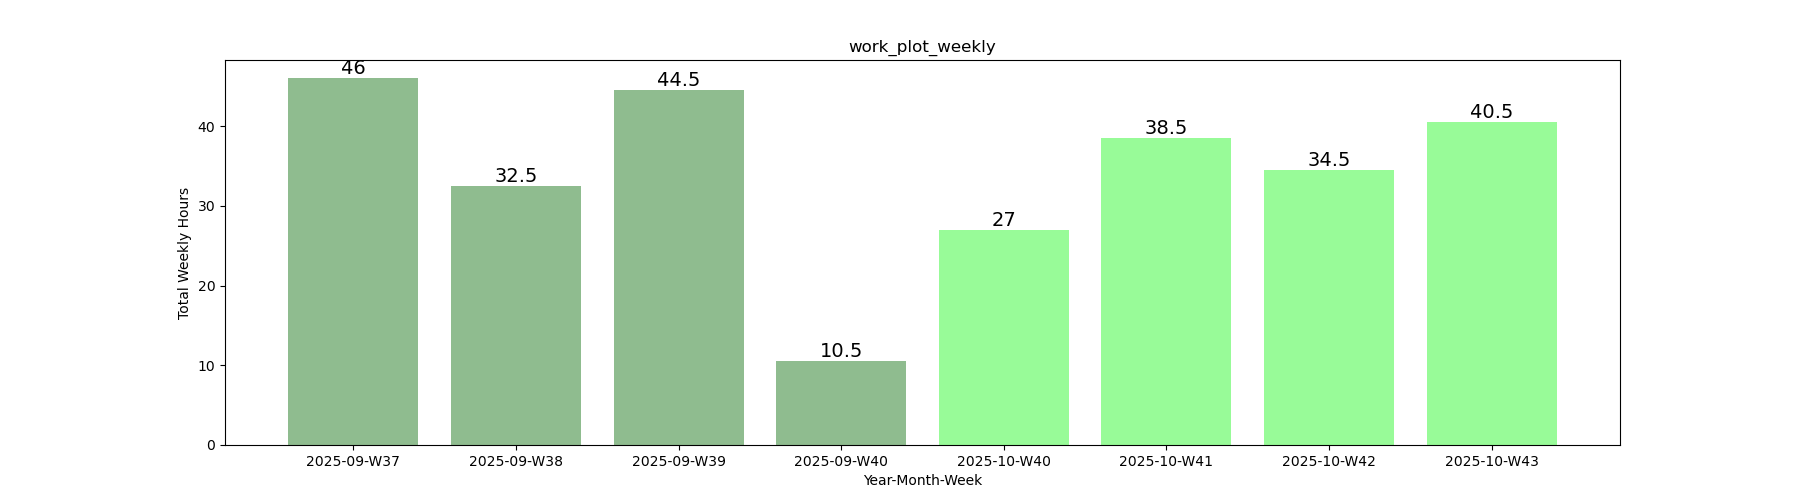 work_plot_weekly
46
32.5
44.5
10.5
27
38.5
34.5
40.5
40
30
20
10
0
Total Weekly Hours
2025-09-W37
2025-09-W38
2025-09-W39
2025-09-W40
2025-10-W40
2025-10-W41
2025-10-W42
2025-10-W43
Year-Month-Week